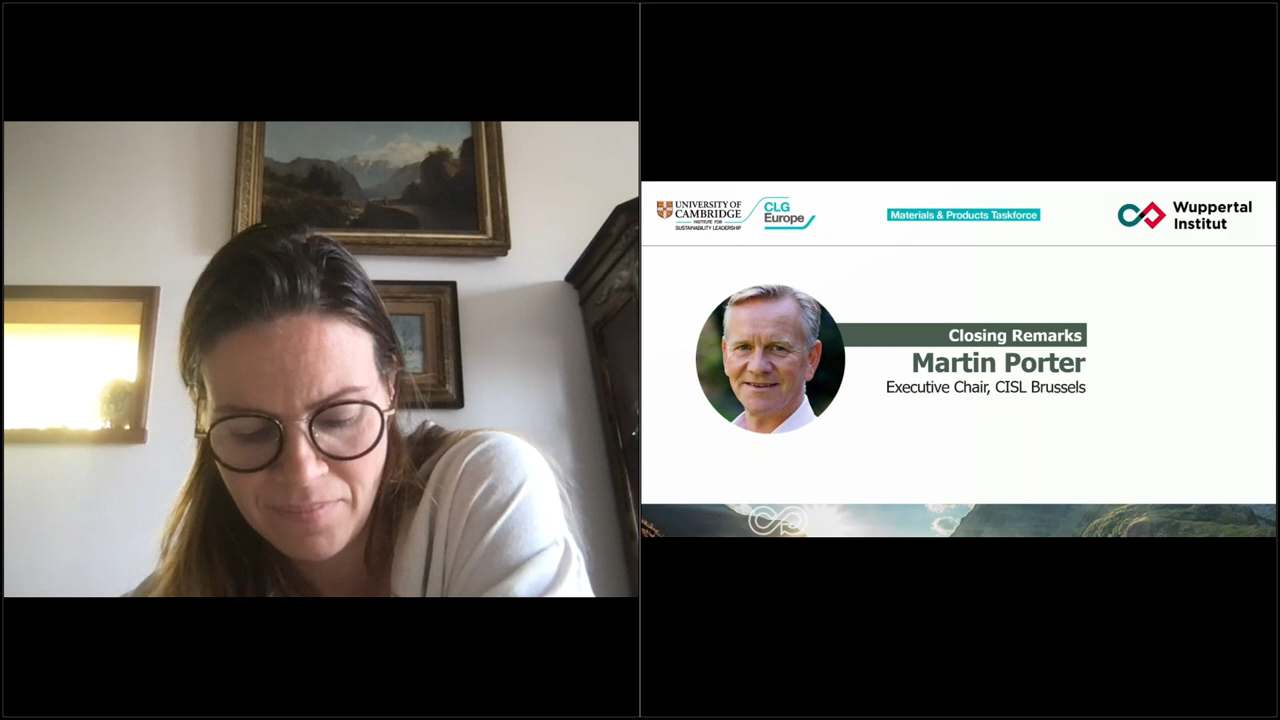 UNIVERSITY OF
CAMBRIDGE
INSTITUTE FOR
SUSTAINABILITY LEADERSHIP
CLG
Europe
Materials & Products Taskforce
Wuppertal
Institut
Closing Remarks
Martin Porter
Executive Chair, CISL Brussels